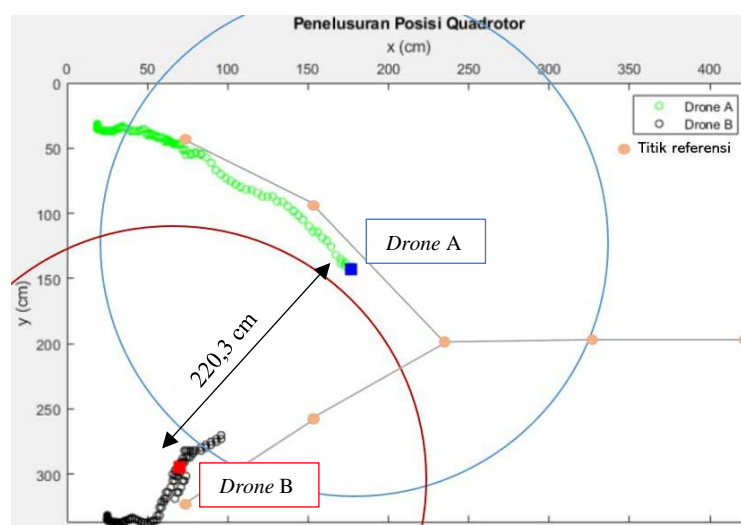 Penelusuran Posisi Quadrotor
x (cm)
0 50 100 150 200 250 300 350 400
0
50
100
150
200
250
300
y (cm)
Drone A
Drone B
Titik referensi
Drone A
220,3 cm
Drone B